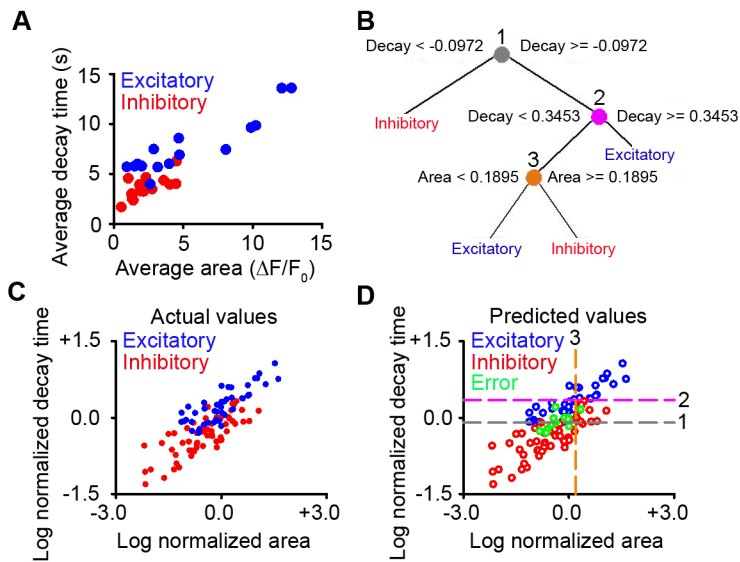 A
Average decay time (s)
15
10
5
0
Excitatory
Inhibitory
0
5
10
15
Average area (ΔF/F0)
B
1
Decay < -0.0972
Decay >= -0.0972
Inhibitory
2
Decay < 0.3453
Decay >= 0.3453
Excitatory
3
Area < 0.1895
Area >= 0.1895
Excitatory
Inhibitory
C
Actual values
Log normalized decay time
+1.5
0.0
-1.5
Excitatory
Inhibitory
-3.0
0.0
+3.0
Log normalized area
D
Predicted values
Log normalized decay time
+1.5
0.0
-1.5
Excitatory
Inhibitory
Error
3
2
1
-3.0
0.0
+3.0
Log normalized area